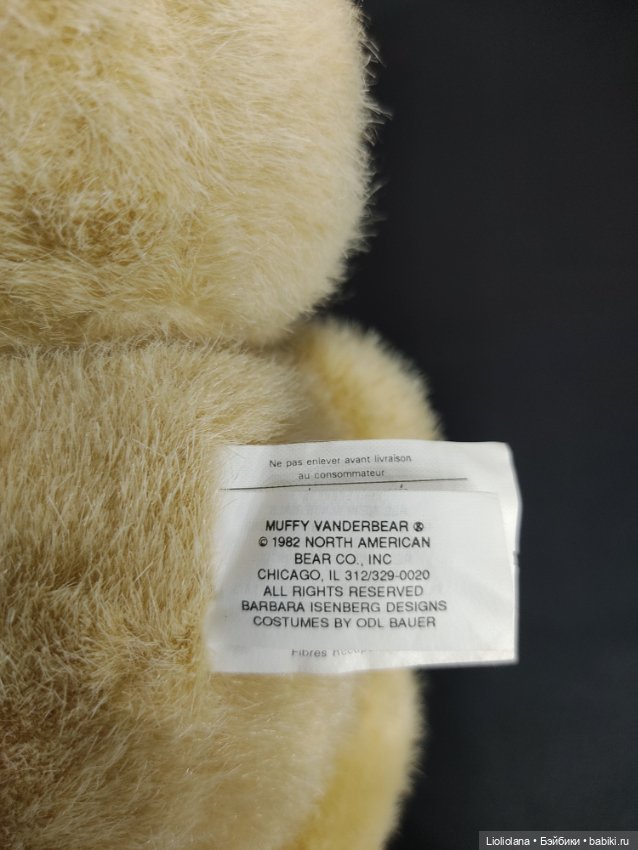 Ne pas enlever avant livraison
au consommateur
MUFFY VANDERBEAR ®
© 1982 NORTH AMERICAN
BEAR CO., INC
CHICAGO, IL 312/329-0020
ALL RIGHTS RESERVED
BARBARA ISENBERG DESIGNS
COSTUMES BY ODL BAUER
Fibres
Lioliolana • Бэйбики • babiki.ru